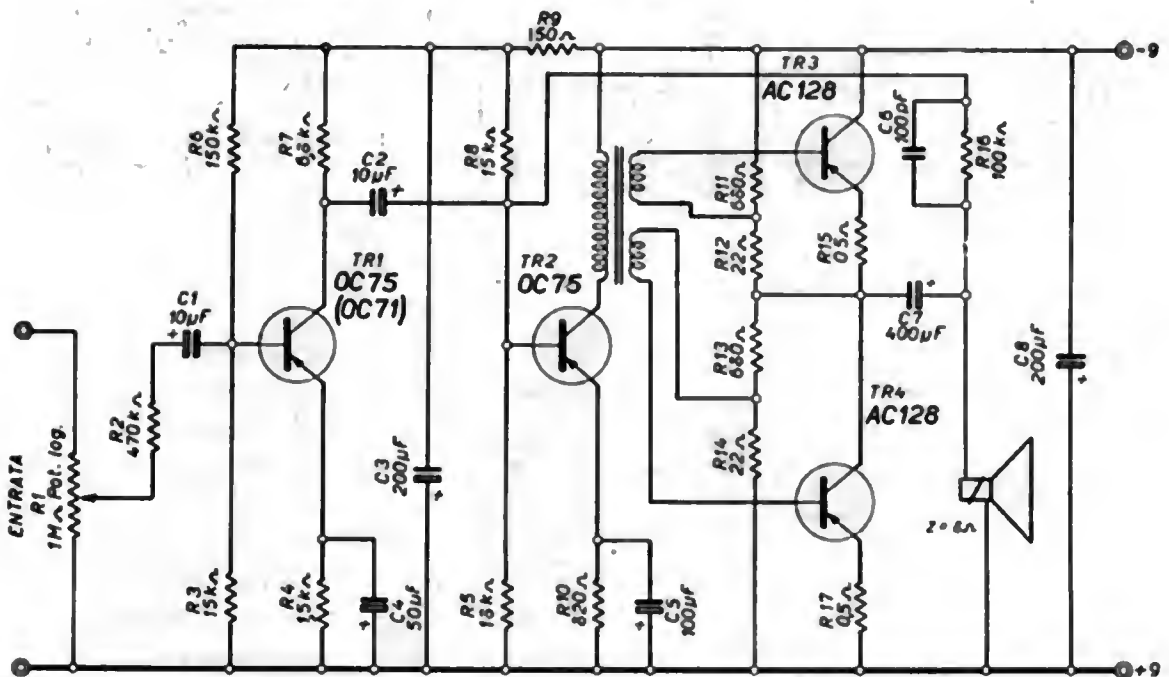 R9
150Ω
-9
TR3
AC128
R6
150kΩ
R7
6,8kΩ
C2
10µF
+
R8
15kΩ
C6
100pF
R16
100kΩ
R11
680Ω
R12
22Ω
R15
0,5Ω
TR1
OC75
(OC71)
TR2
OC75
C1
10µF
+
+
C7
400µF
R13
680Ω
C8
200µF
+
TR4
AC128
R2
470kΩ
ENTRATA
R1
1MΩ Pot. log.
C3
200µF
+
R14
22Ω
R3
15kΩ
R4
1,5kΩ
C4
50µF
+
R5
18kΩ
R10
820Ω
C5
100µF
+
R17
0,5Ω
+9